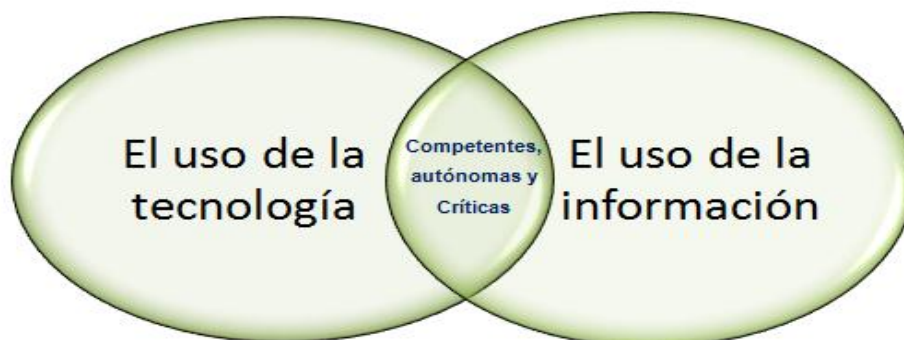 El uso de la
tecnología
Competentes,
autónomas y
Críticas
El uso de la
información